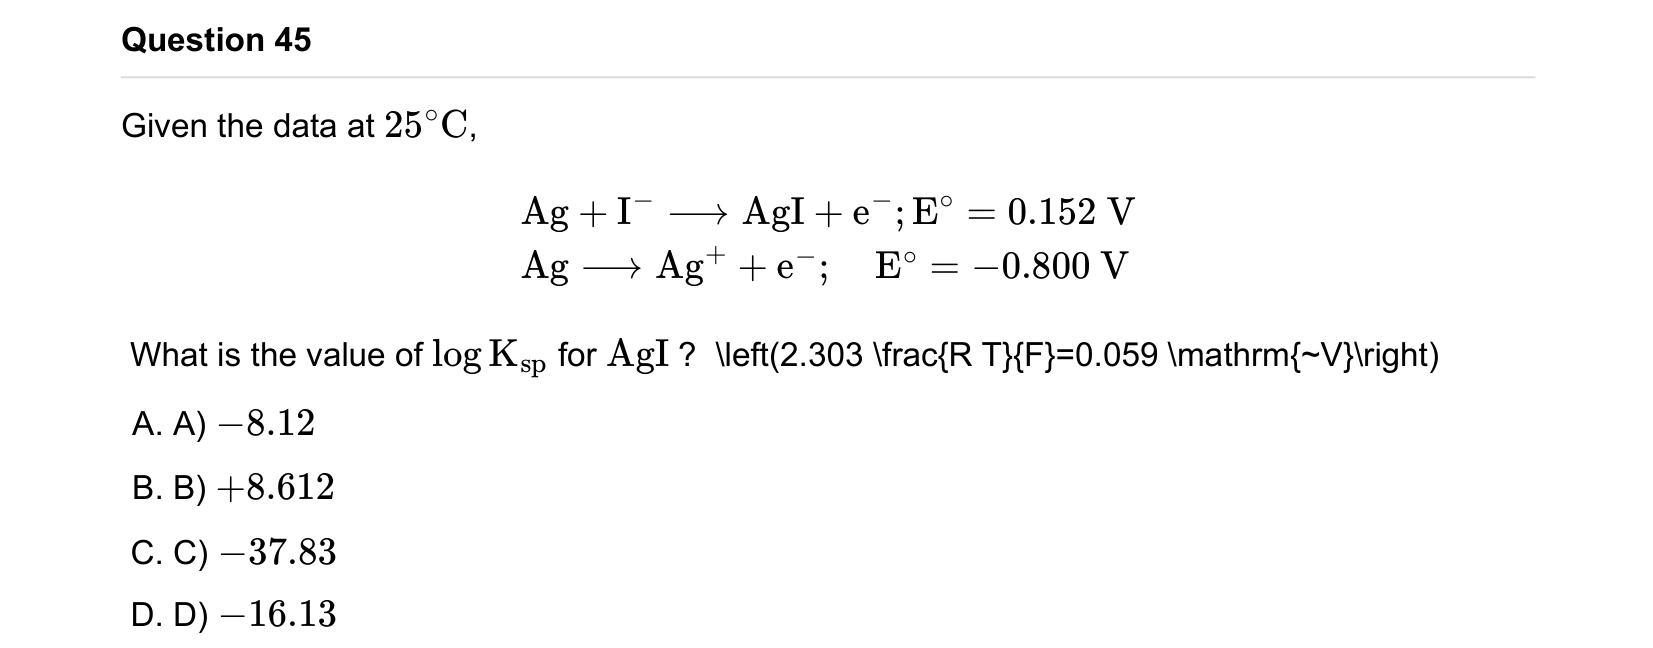 Question 45
Given the data at 25°C,
Ag + I⁻ ⟶ AgI + e⁻; E° = 0.152 V
Ag ⟶ Ag⁺ + e⁻; E° = −0.800 V
What is the value of log K_sp for AgI ? \left(2.303 \frac{R T}{F}=0.059 \mathrm{~V}\right)
A. A) −8.12
B. B) +8.612
C. C) −37.83
D. D) −16.13